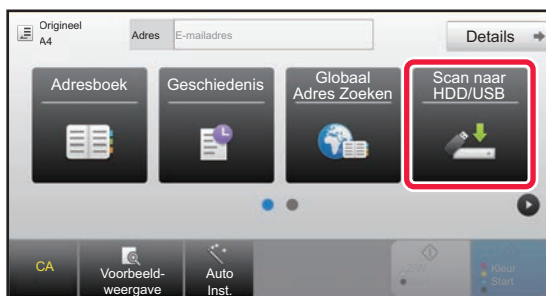 Origineel
A4
Adres
E-mailadres
Details
Adresboek
Geschiedenis
Globaal
Adres Zoeken
Scan naar
HDD/USB
CA
Voorbeeld-
weergave
Auto
Inst.
Z/W
Start
Kleur
Start